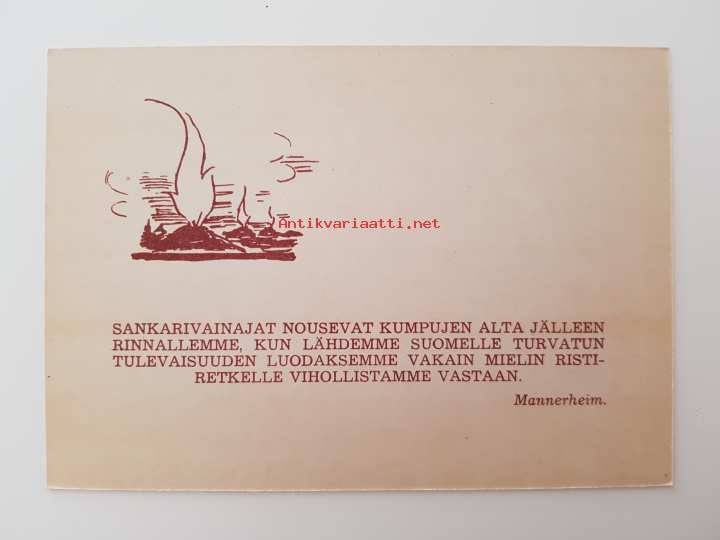 Antikvariaatti.net
SANKARIVAINAJAT NOUSEVAT KUMPUJEN ALTA JÄLLEEN
RINNALLEMME, KUN LÄHDEMME SUOMELLE TURVATUN
TULEVAISUUDEN LUODAKSEMME VAKAIN MIELIN RISTI-
RETKELLE VIHOLLISTAMME VASTAAN.
Mannerheim.